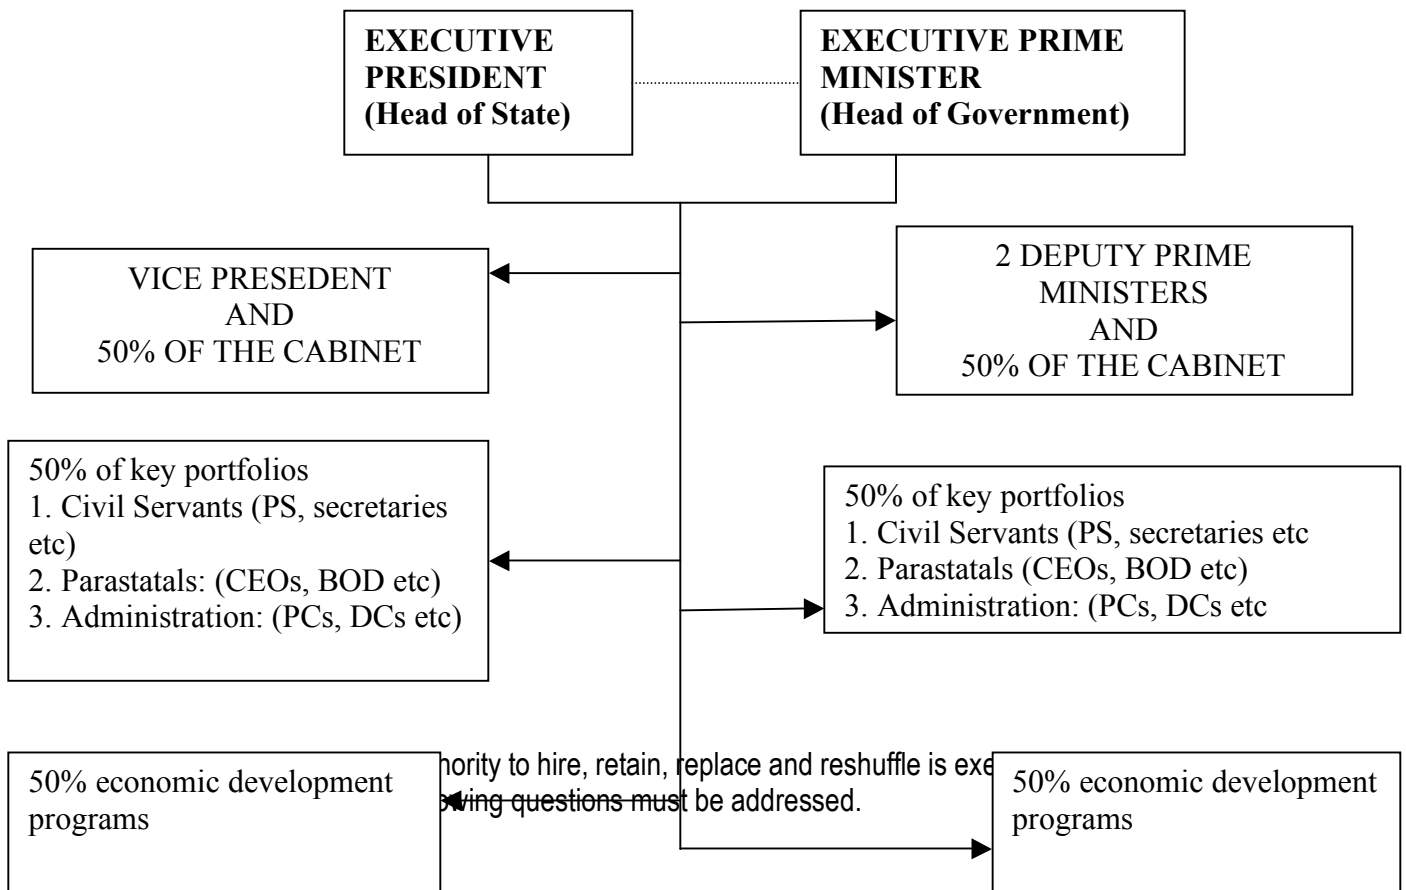 EXECUTIVE
PRESIDENT
(Head of State)
EXECUTIVE PRIME
MINISTER
(Head of Government)
VICE PRESEDENT
AND
50% OF THE CABINET
2 DEPUTY PRIME
MINISTERS
AND
50% OF THE CABINET
50% of key portfolios
1. Civil Servants (PS, secretaries
etc)
2. Parastatals: (CEOs, BOD etc)
3. Administration: (PCs, DCs etc)
50% of key portfolios
1. Civil Servants (PS, secretaries etc
2. Parastatals (CEOs, BOD etc)
3. Administration: (PCs, DCs etc
to hire, retain, replace and reshuffle is
questions must be addressed.
50% economic development
programs
50% economic development
programs